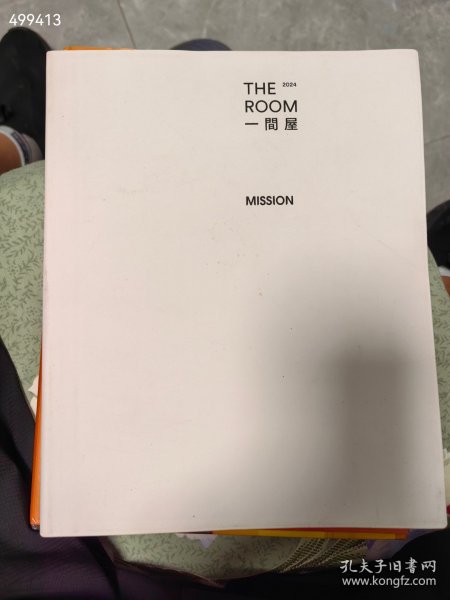 499413
THE 2024
ROOM
一間屋
MISSION
孔夫子旧书网
www.kongfz.com